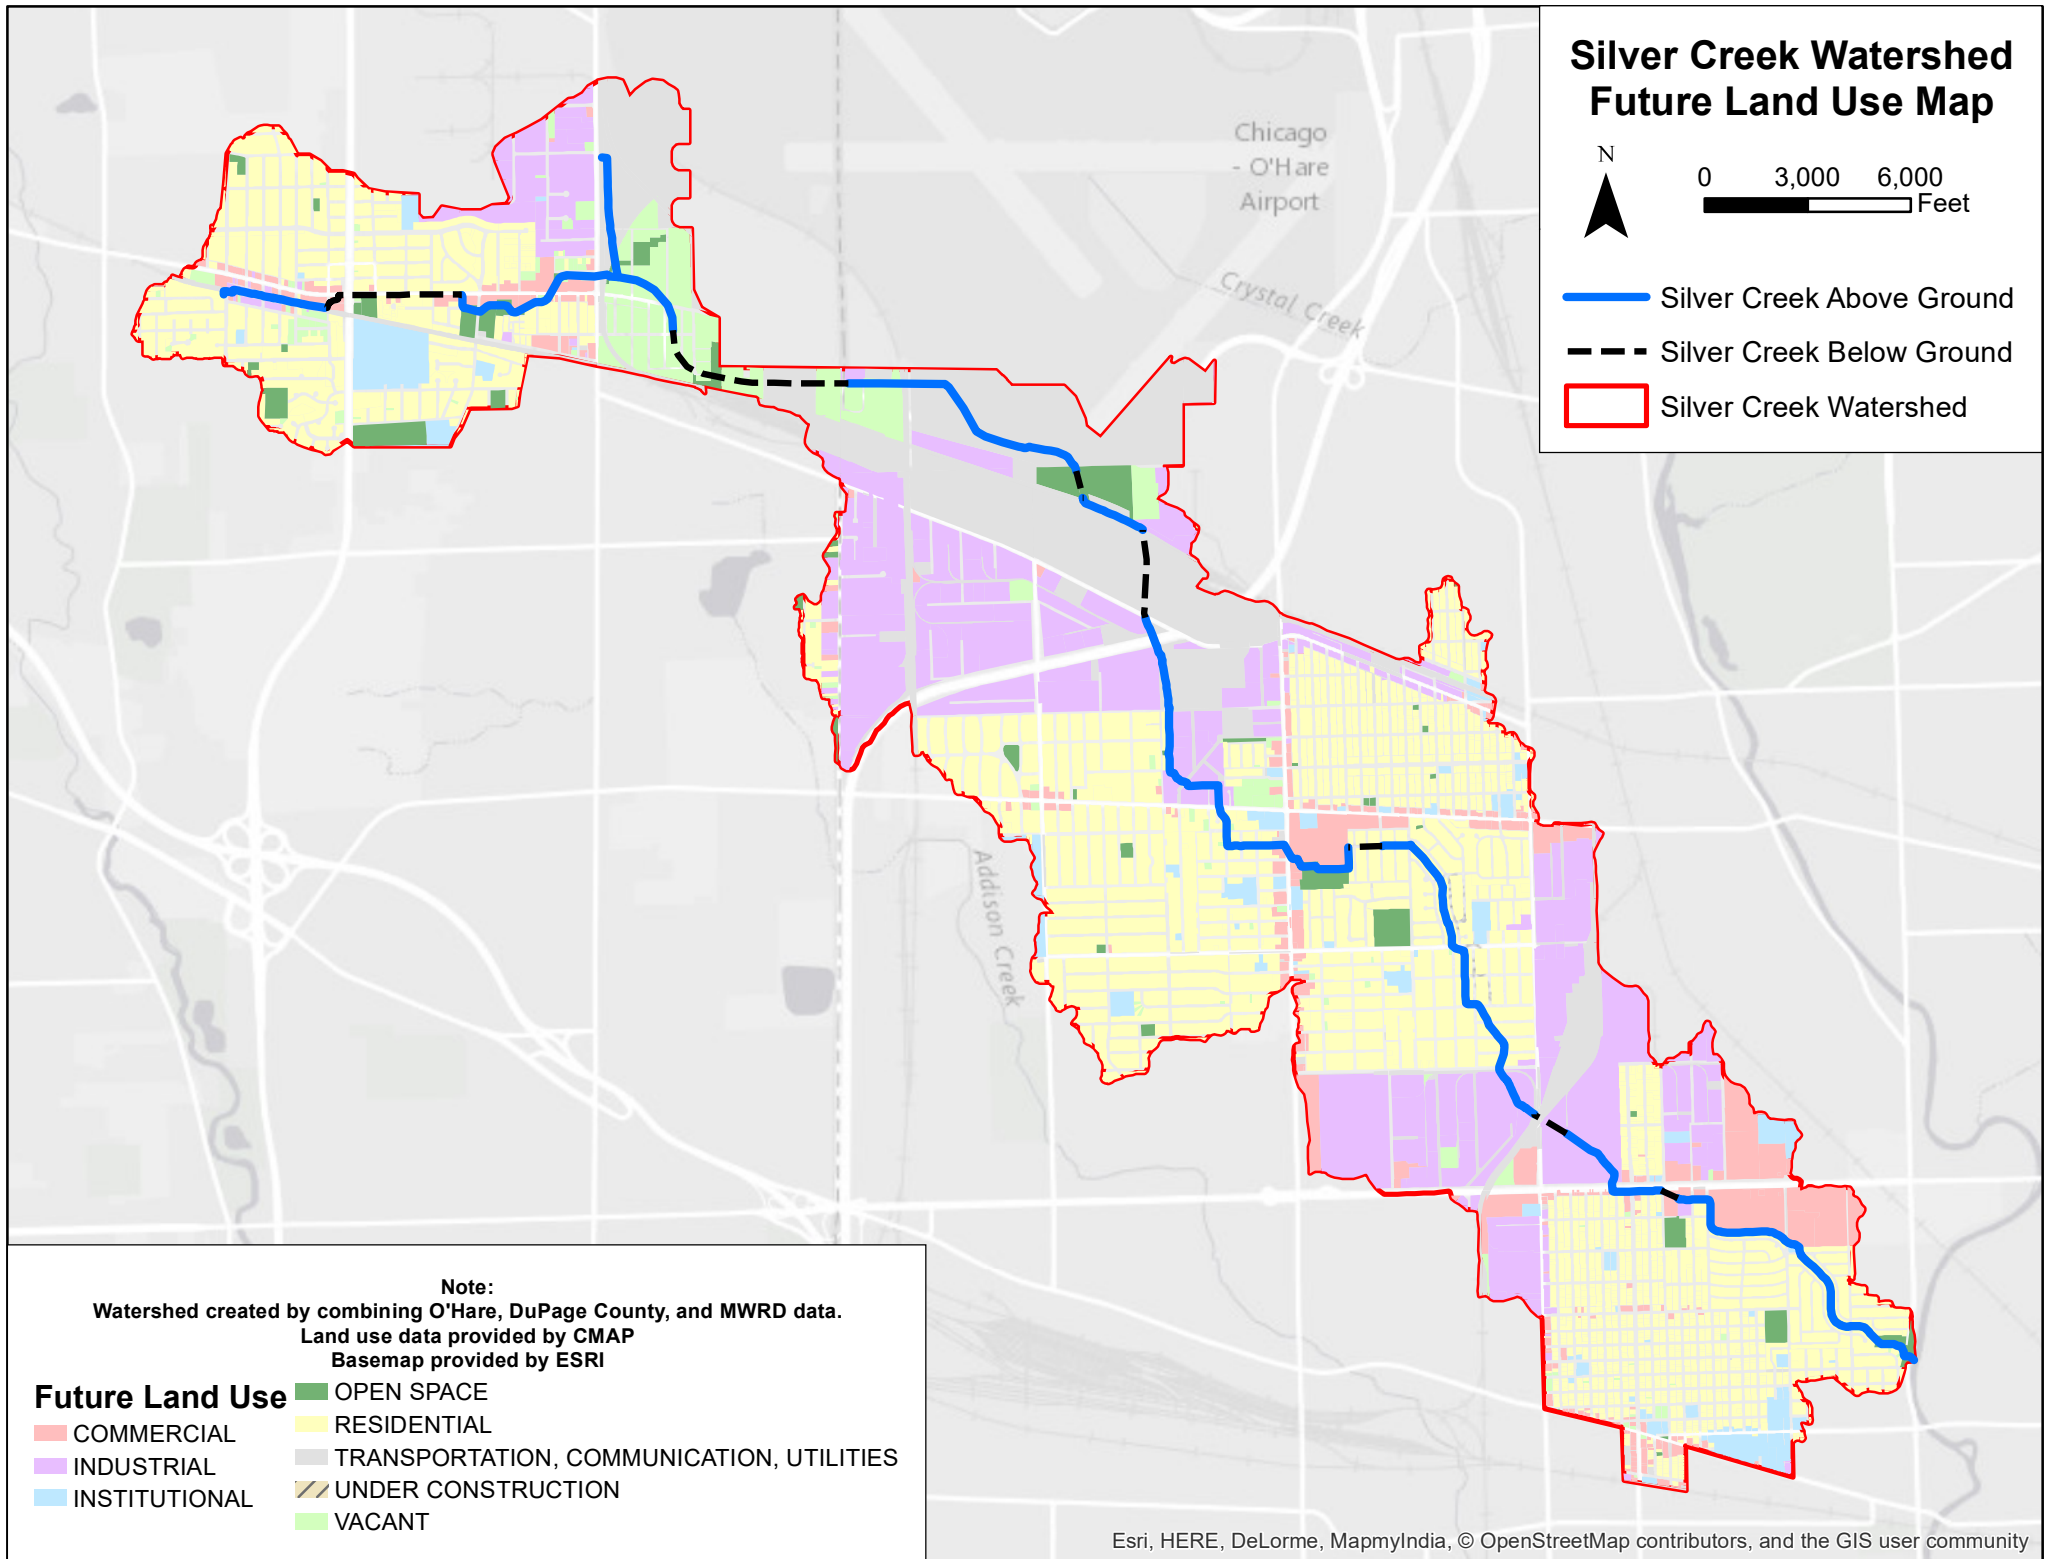 Silver Creek Watershed
Future Land Use Map
N
0 3,000 6,000
Feet
Silver Creek Above Ground
Silver Creek Below Ground
Silver Creek Watershed
Chicago
- O'Hare
Airport
Crystal Creek
Addison Creek
Note:
Watershed created by combining O'Hare, DuPage County, and MWRD data.
Land use data provided by CMAP
Basemap provided by ESRI
Future Land Use
COMMERCIAL
INDUSTRIAL
INSTITUTIONAL
OPEN SPACE
RESIDENTIAL
TRANSPORTATION, COMMUNICATION, UTILITIES
UNDER CONSTRUCTION
VACANT
Esri, HERE, DeLorme, MapmyIndia, © OpenStreetMap contributors, and the GIS user community